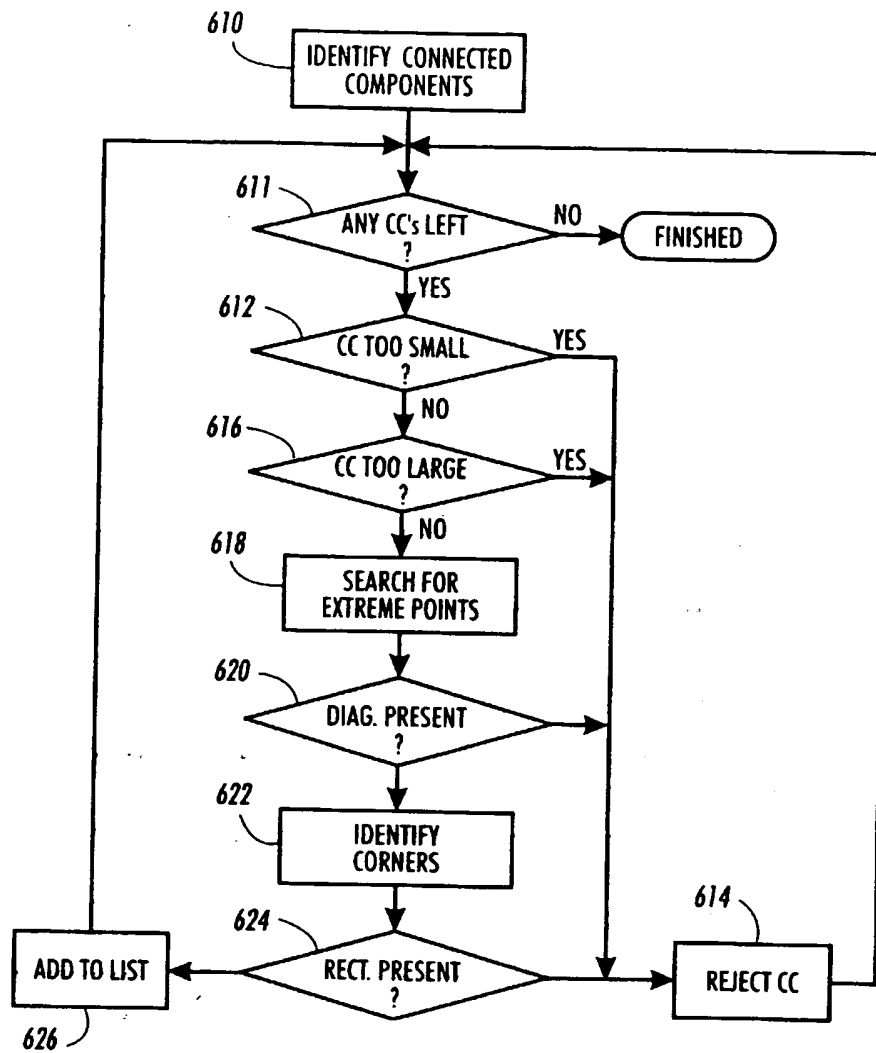 610
IDENTIFY CONNECTED
COMPONENTS
611
ANY CC's LEFT
?
NO
FINISHED
YES
612
CC TOO SMALL
?
YES
NO
616
CC TOO LARGE
?
YES
NO
618
SEARCH FOR
EXTREME POINTS
620
DIAG. PRESENT
?
622
IDENTIFY
CORNERS
624
RECT. PRESENT
?
614
REJECT CC
ADD TO LIST
626